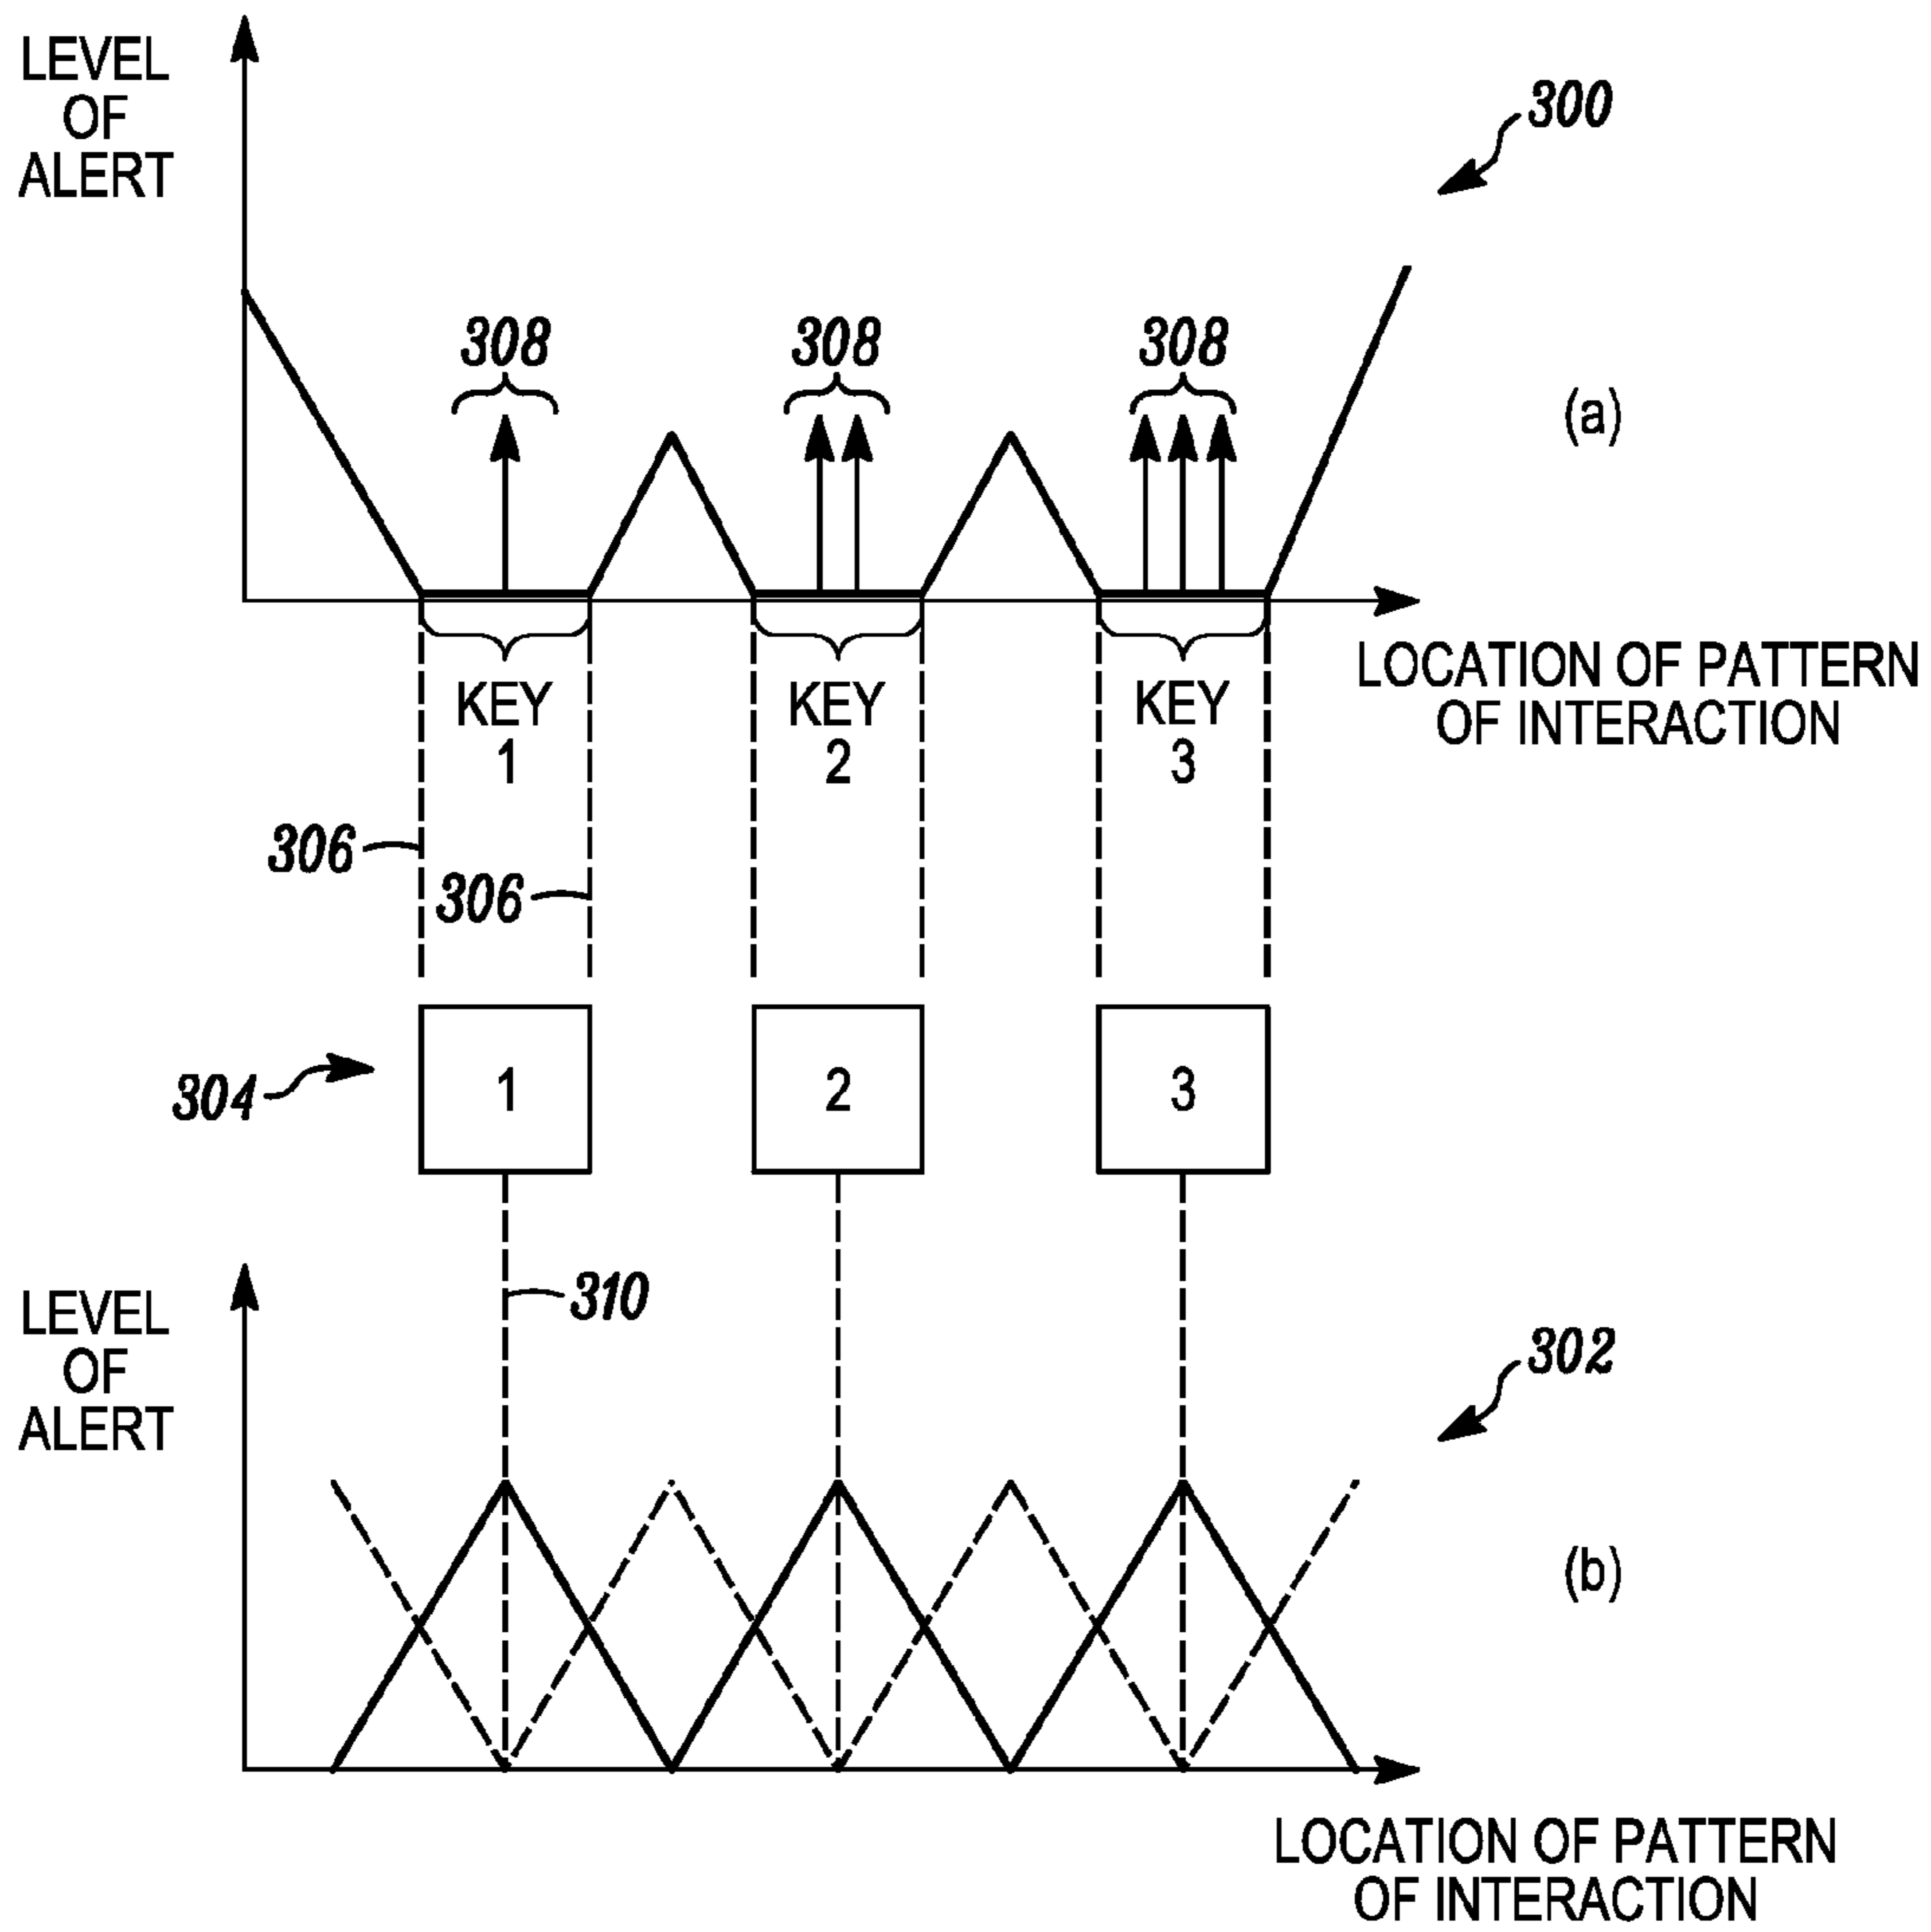 LEVEL
OF
ALERT
300
308 308 308
(a)
LOCATION OF PATTERN
OF INTERACTION
KEY KEY KEY
1 2 3
306
306
1 2 3
304
310
LEVEL
OF
ALERT
302
(b)
LOCATION OF PATTERN
OF INTERACTION